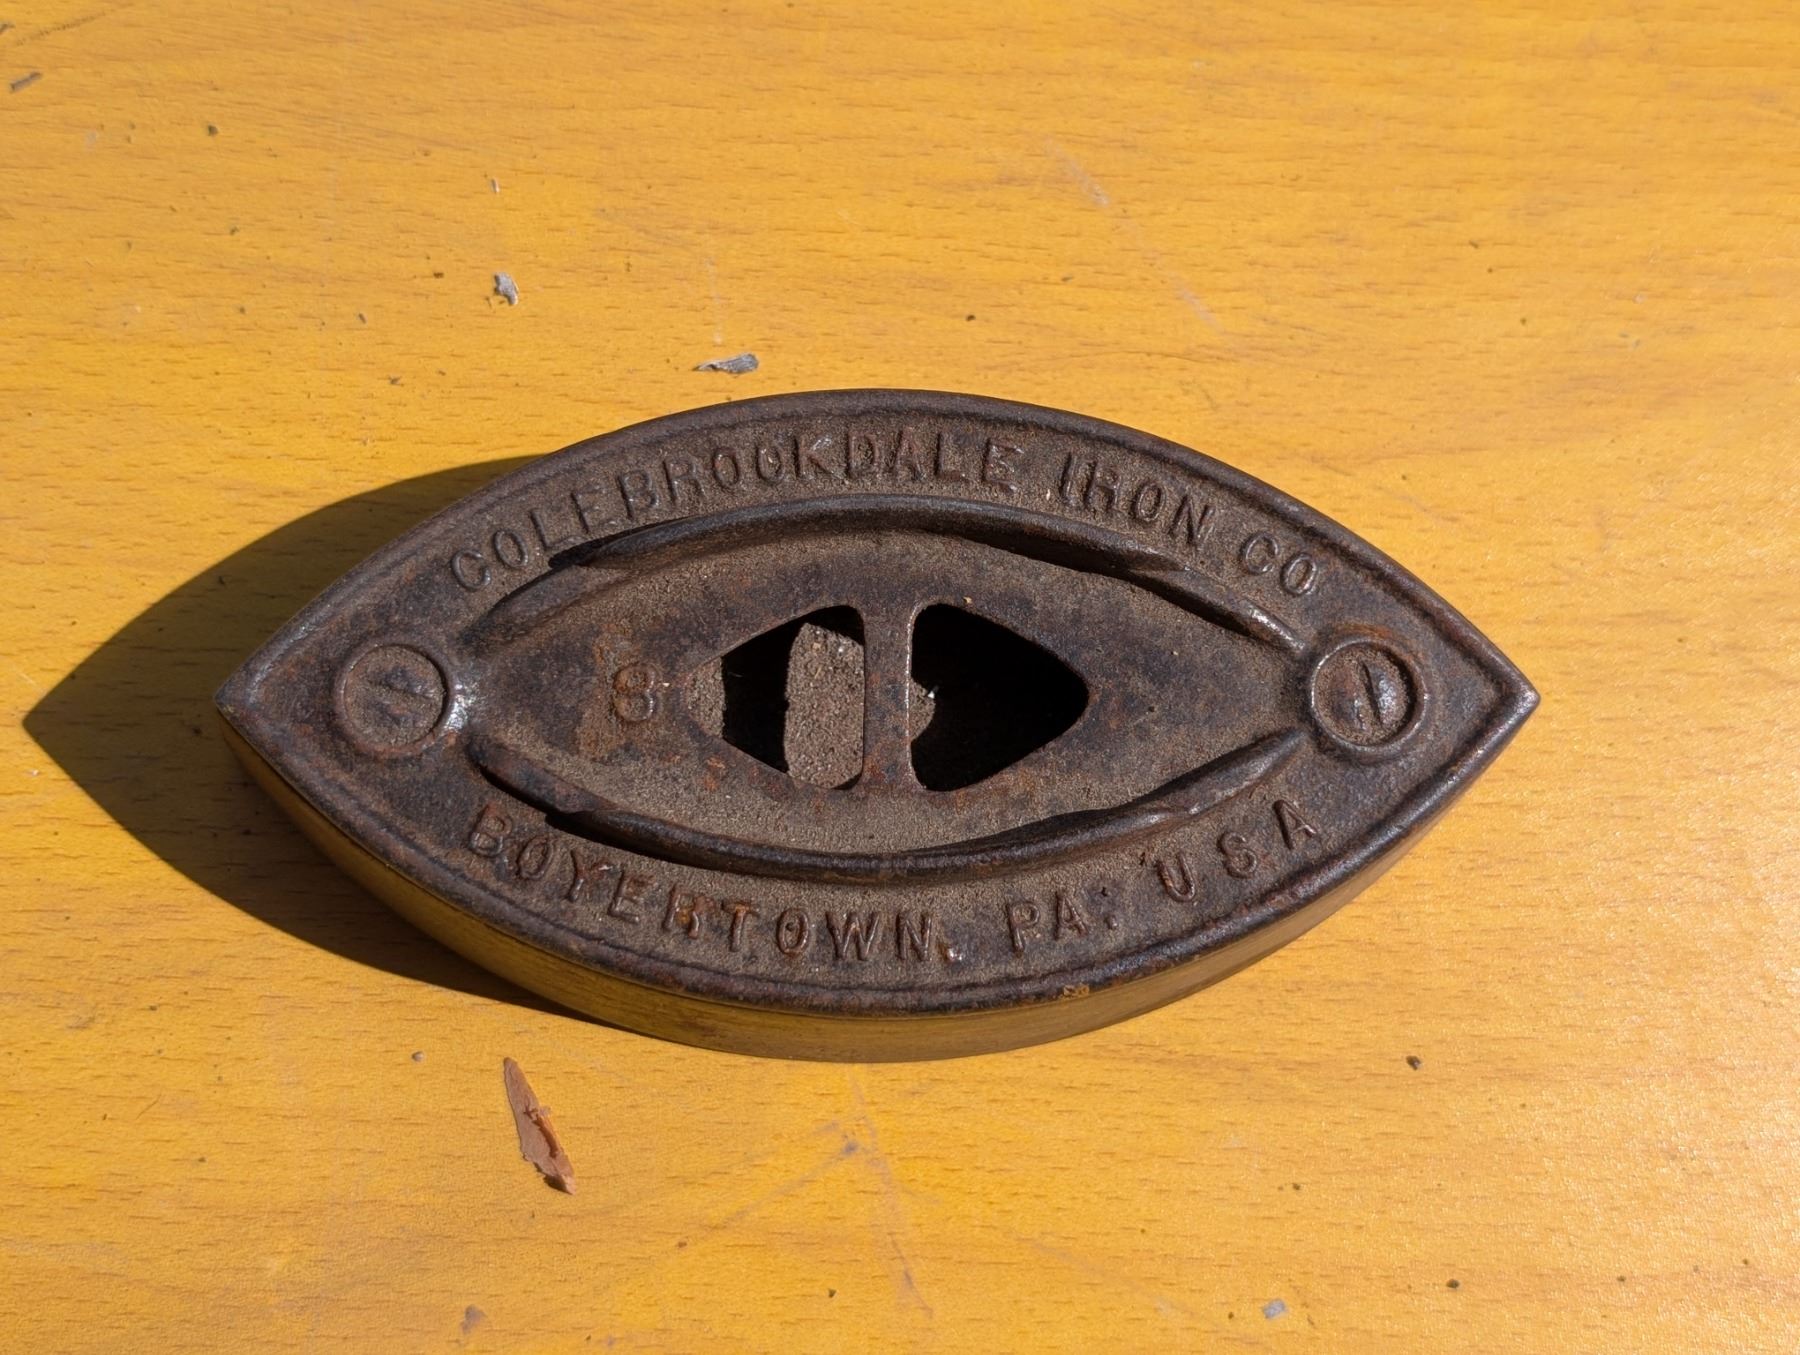 COLEBROOKDALE IRON CO
8
BOYERTOWN, PA. USA